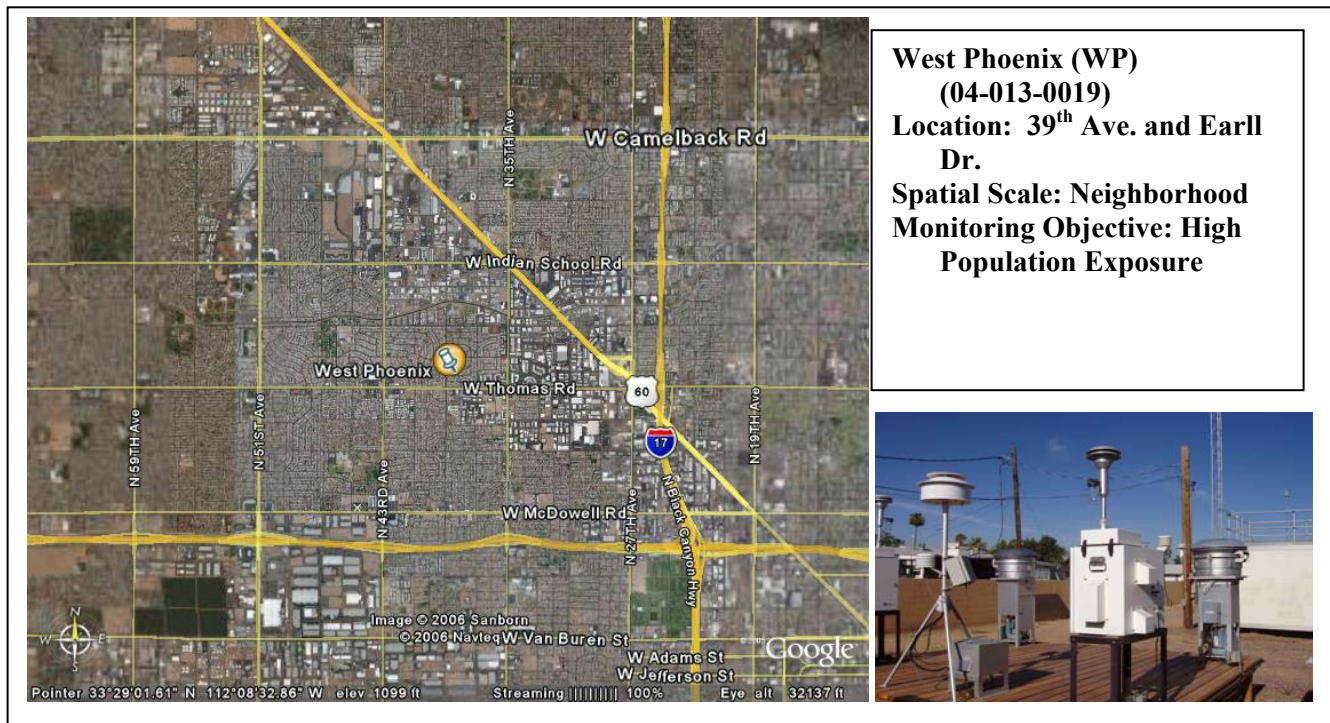 W Camelback Rd
N 35TH Ave
W Indian School Rd
West Phoenix
W Thomas Rd
60
17
N 59TH Ave
N 51ST Ave
N 43RD Ave
N 19TH Ave
W McDowell Rd
N 27TH Ave
N Black Canyon Hwy
N
W E
S
Image © 2006 Sanborn
© 2006 Navteq
W Van Buren St
Google
W Adams St
W Jefferson St
Pointer 33°29'01.61" N 112°08'32.86" W elev 1099 ft Streaming |||||||||| 100% Eye alt 32137 ft
West Phoenix (WP)
(04-013-0019)
Location: 39th Ave. and Earll
Dr.
Spatial Scale: Neighborhood
Monitoring Objective: High
Population Exposure